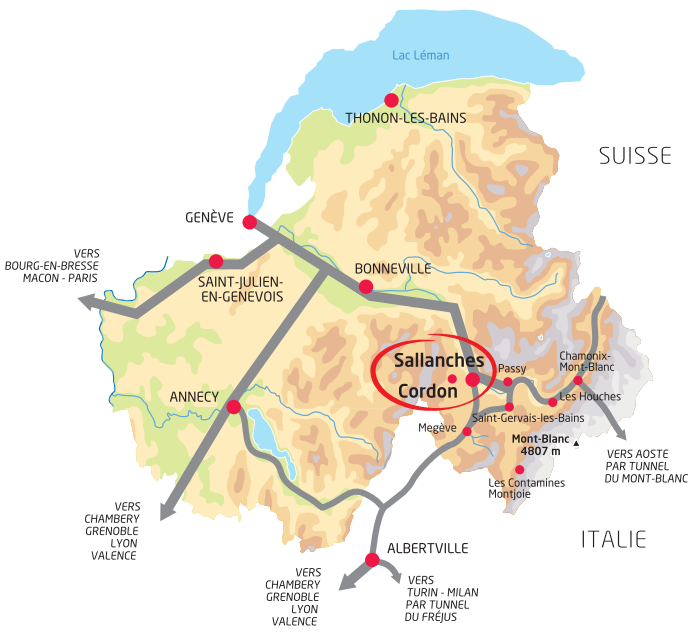 Lac Léman
THONON-LES-BAINS
SUISSE
GENÈVE
VERS
BOURG-EN-BRESSE
MACON - PARIS
SAINT-JULIEN-
EN-GENEVOIS
BONNEVILLE
Sallanches
Cordon
Passy
Chamonix-
Mont-Blanc
ANNECY
Les Houches
Saint-Gervais-les-Bains
Megève
Mont-Blanc
4807 m
VERS AOSTE
PAR TUNNEL
DU MONT-BLANC
Les Contamines
Montjoie
VERS
CHAMBERY
GRENOBLE
LYON
VALENCE
ITALIE
ALBERTVILLE
VERS
CHAMBERY
GRENOBLE
LYON
VALENCE
VERS
TURIN - MILAN
PAR TUNNEL
DU FRÉJUS